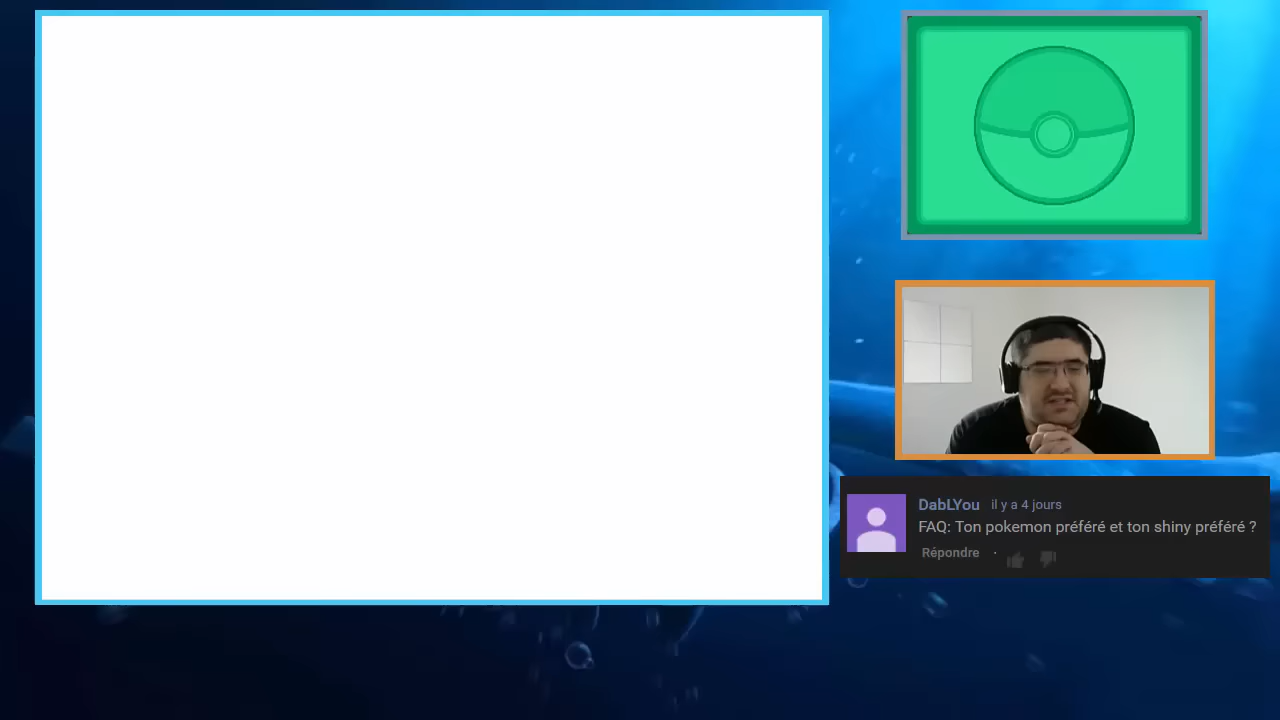 DabLYou il y a 4 jours
FAQ: Ton pokemon préféré et ton shiny préféré ?
Répondre ·